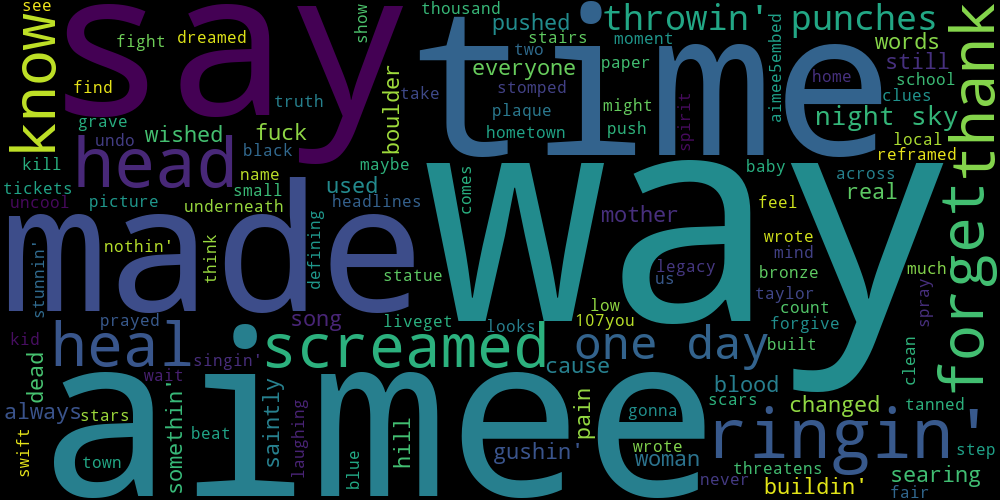 see
say
time
throwin' punches
know
fight
dreamed
show
thousand
pushed
stairs
moment
words
thank
two
everyone
paper
aimee5embed
home
still
school
find
truth
boulder
take
stomped
clues
plaque
might
night sky
grave
undo
wished
fuck
hometown
push
spirit
local
reframed
head
black
kill
maybe
baby
name
comes
across
tickets
small
used
real
uncool
picture
underneath
headlines
way
feel
forget
made
mother
wrote
nothin'
mind
stunnin'
think
defining
statue
legacy
us
bronze
much
taylor
spray
low
count
prayed
song
liveget
looks
107you
forgive
kid
heal
screamed
one day
built
singin'
cause
clean
dead
wait
aimee
blood
scars
changed
tanned
always
stars
somethin'
beat
saintly
laughing
hill
pain
gonna
ringin'
swift
gushin'
wrote
woman
step
town
blue
never
threatens
searing
buildin'
fair